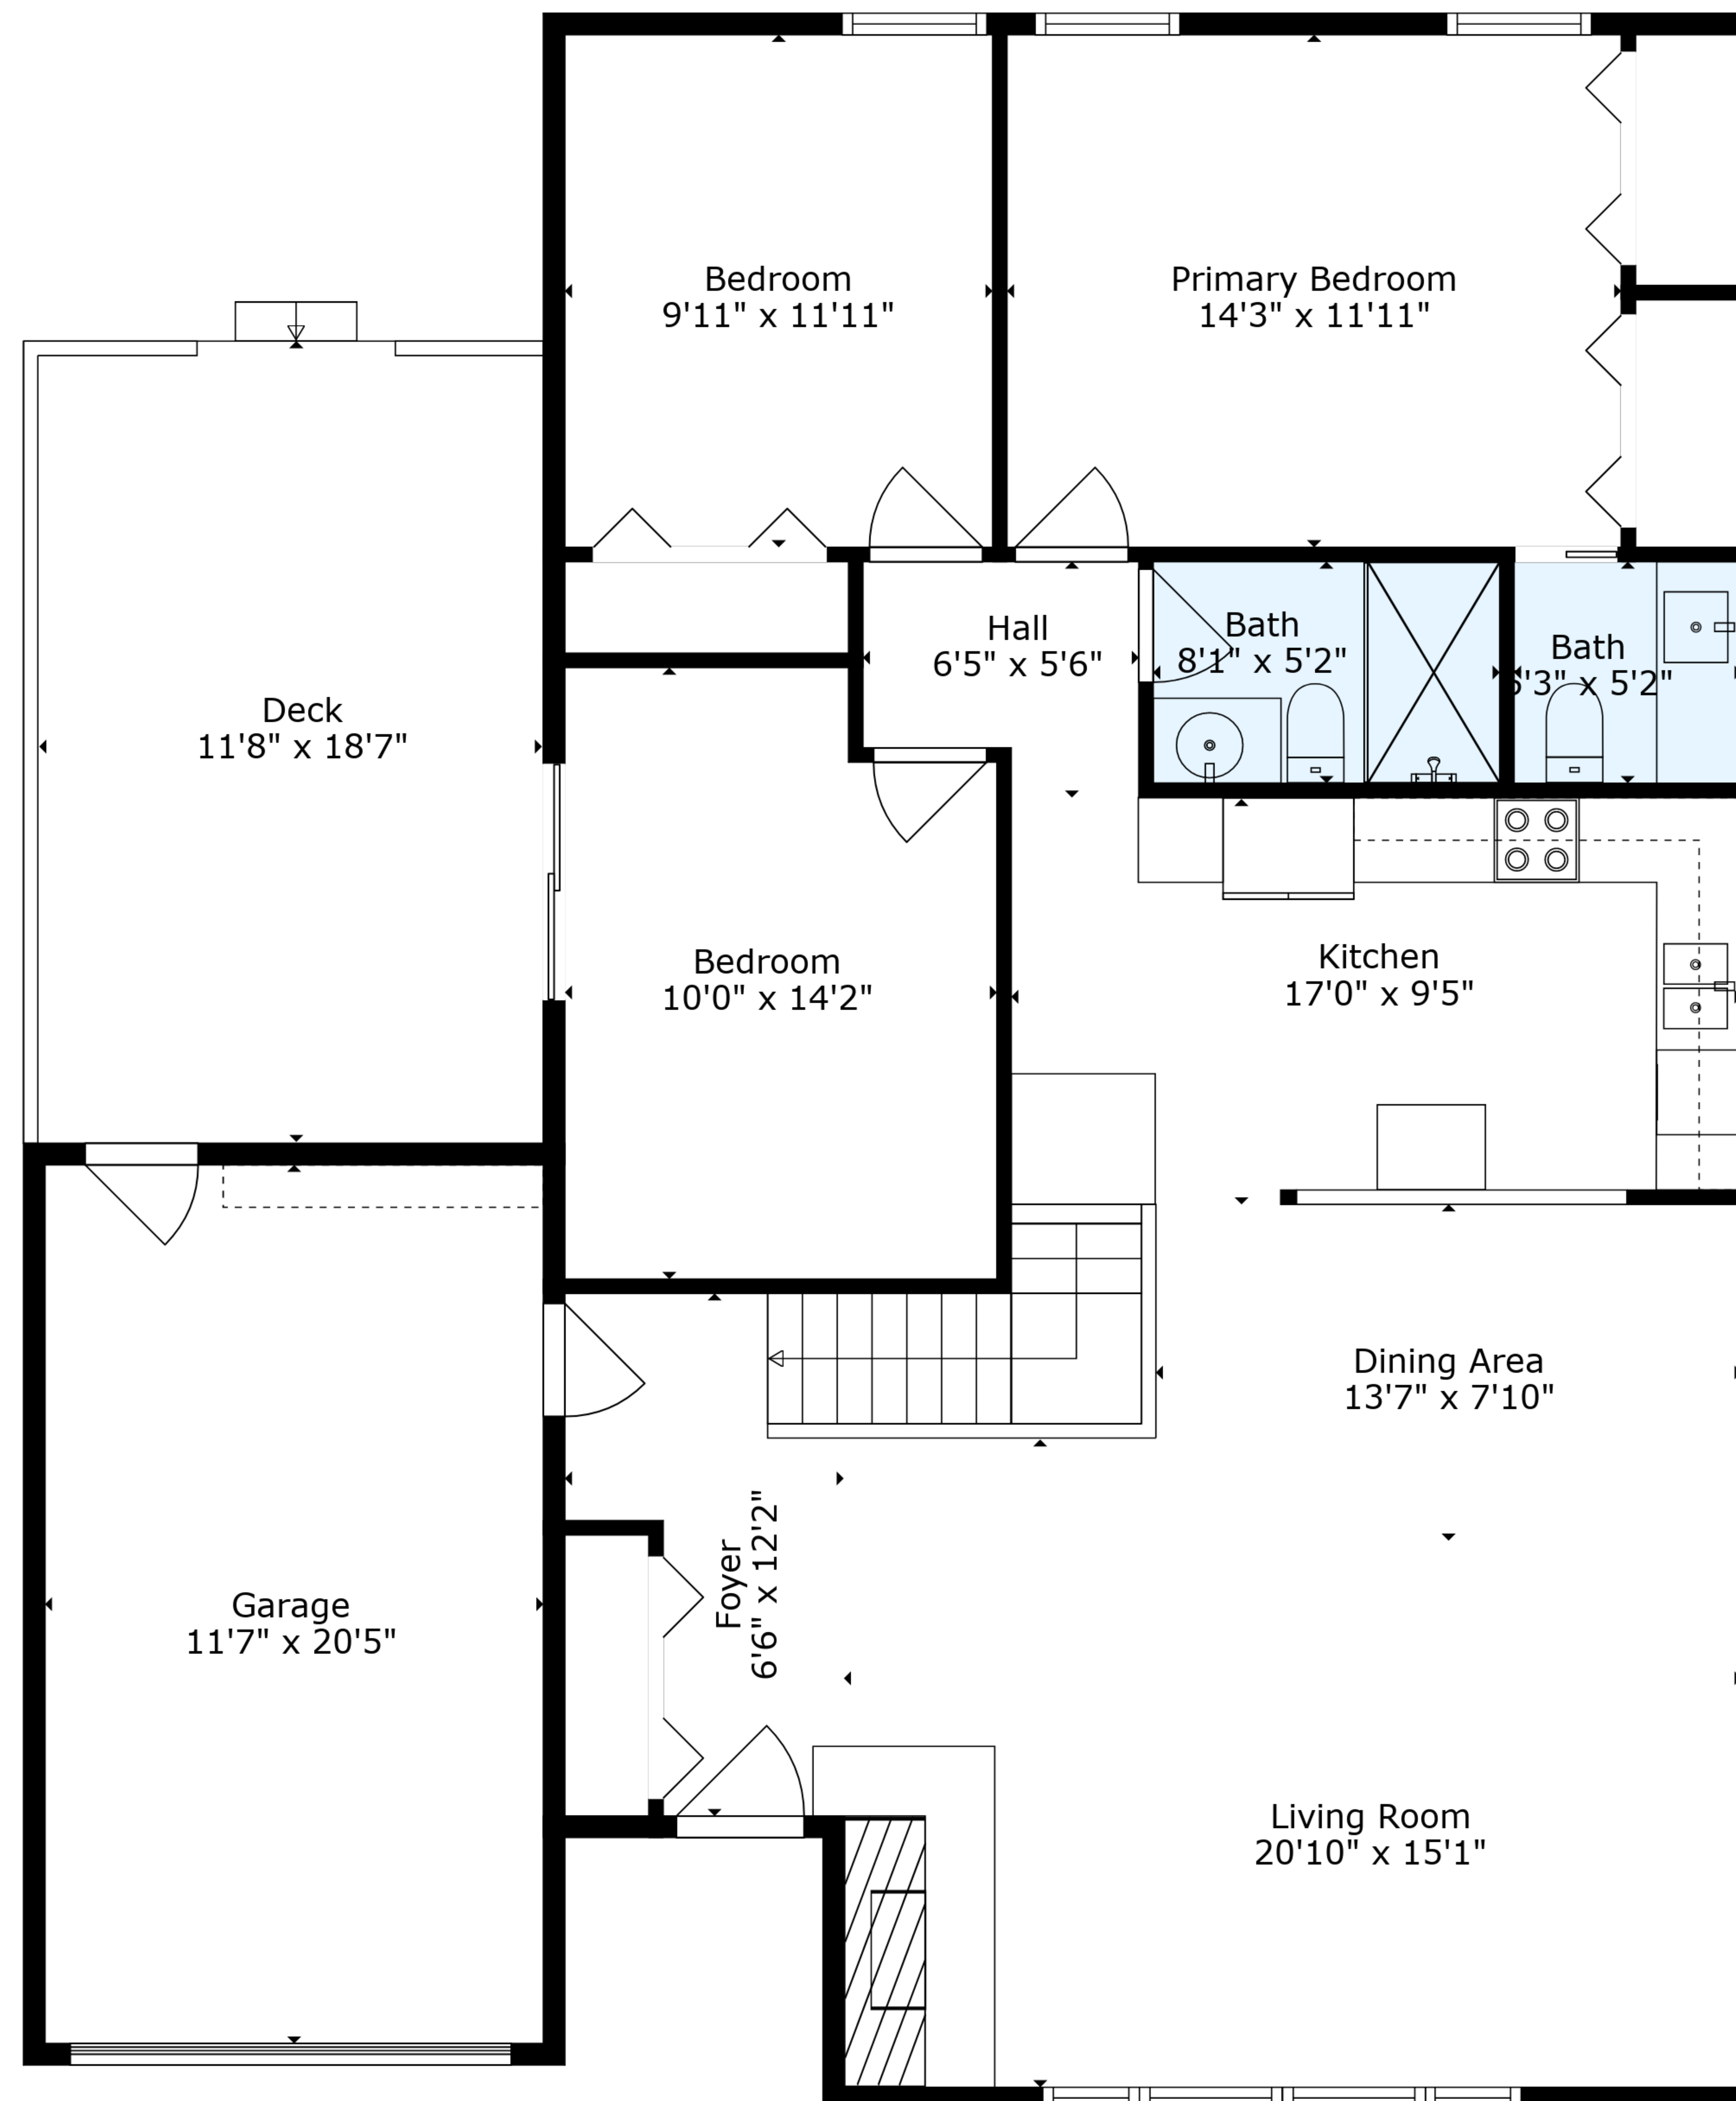 Bedroom
9'11" x 11'11"
Primary Bedroom
14'3" x 11'11"
Hall
6'5" x 5'6"
Bath
8'1" x 5'2"
Bath
5'2"
Deck
11'8" x 18'7"
Bedroom
10'0" x 14'2"
Kitchen
17'0" x 9'5"
Dining Area
13'7" x 7'10"
Foyer
6'6" x 12'2"
Garage
11'7" x 20'5"
Living Room
20'10" x 15'1"